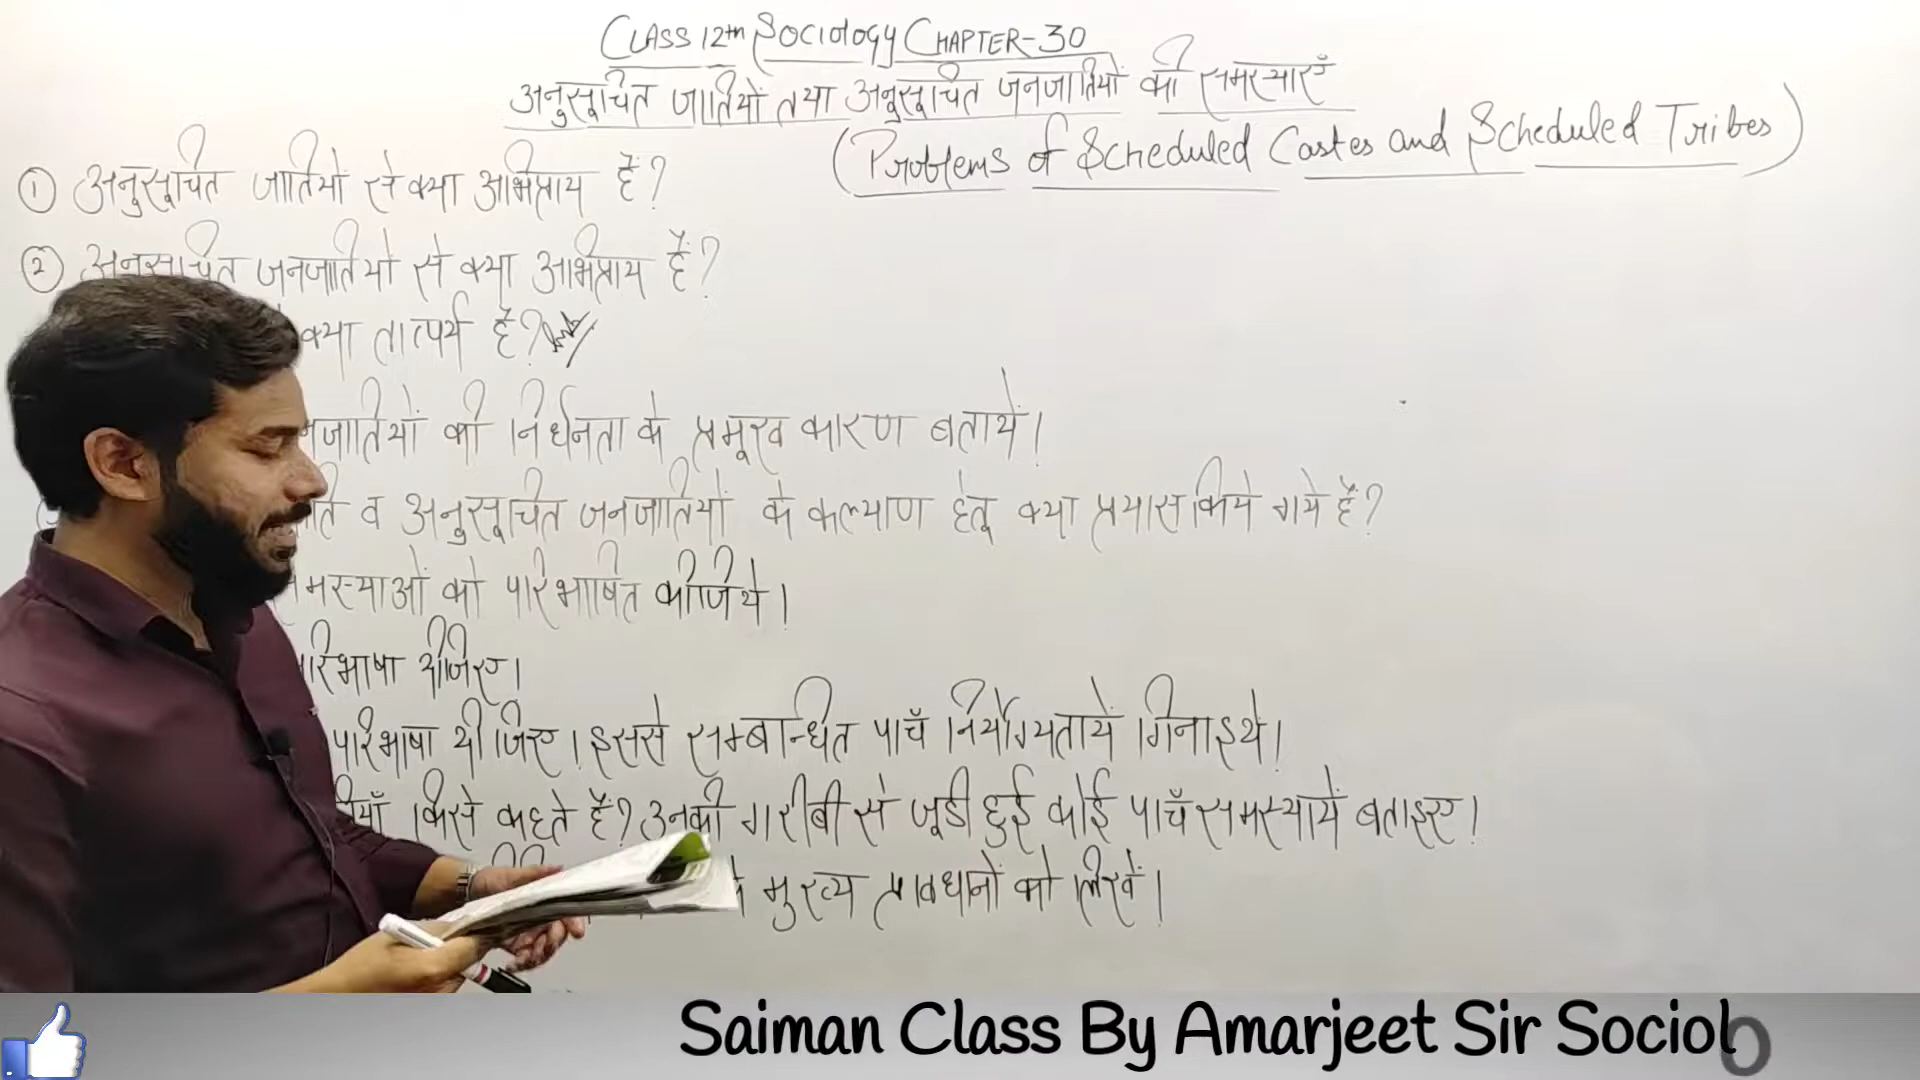 CLASS 12th SOCIOLOGY CHAPTER-30
अनुसूचित जातियों तथा अनुसूचित जनजातियों की समस्याएँ
(Problems of Scheduled Castes and Scheduled Tribes)
① अनुसूचित जातियों से क्या अभिप्राय है?
② अनुसूचित जनजातियों से क्या अभिप्राय है?
क्या तात्पर्य है?
जनजातियों की निर्धनता के प्रमुख कारण बतायें।
व अनुसूचित जनजातियों के कल्याण हेतू क्या प्रयास किये गये हैं?
समस्याओं को परिभाषित कीजिये।
परिभाषा दीजिए।
परिभाषा दीजिए। इससे सम्बान्धित पाचँ निर्योग्यतायें गिनाइये।
किसे कहते हैं? उनकी गरीबी से जूडी हुई कोई पाचँ समस्यायें बताइए।
के मुख्य प्रावधानों को लिखें।
Saiman Class By Amarjeet Sir Sociolo